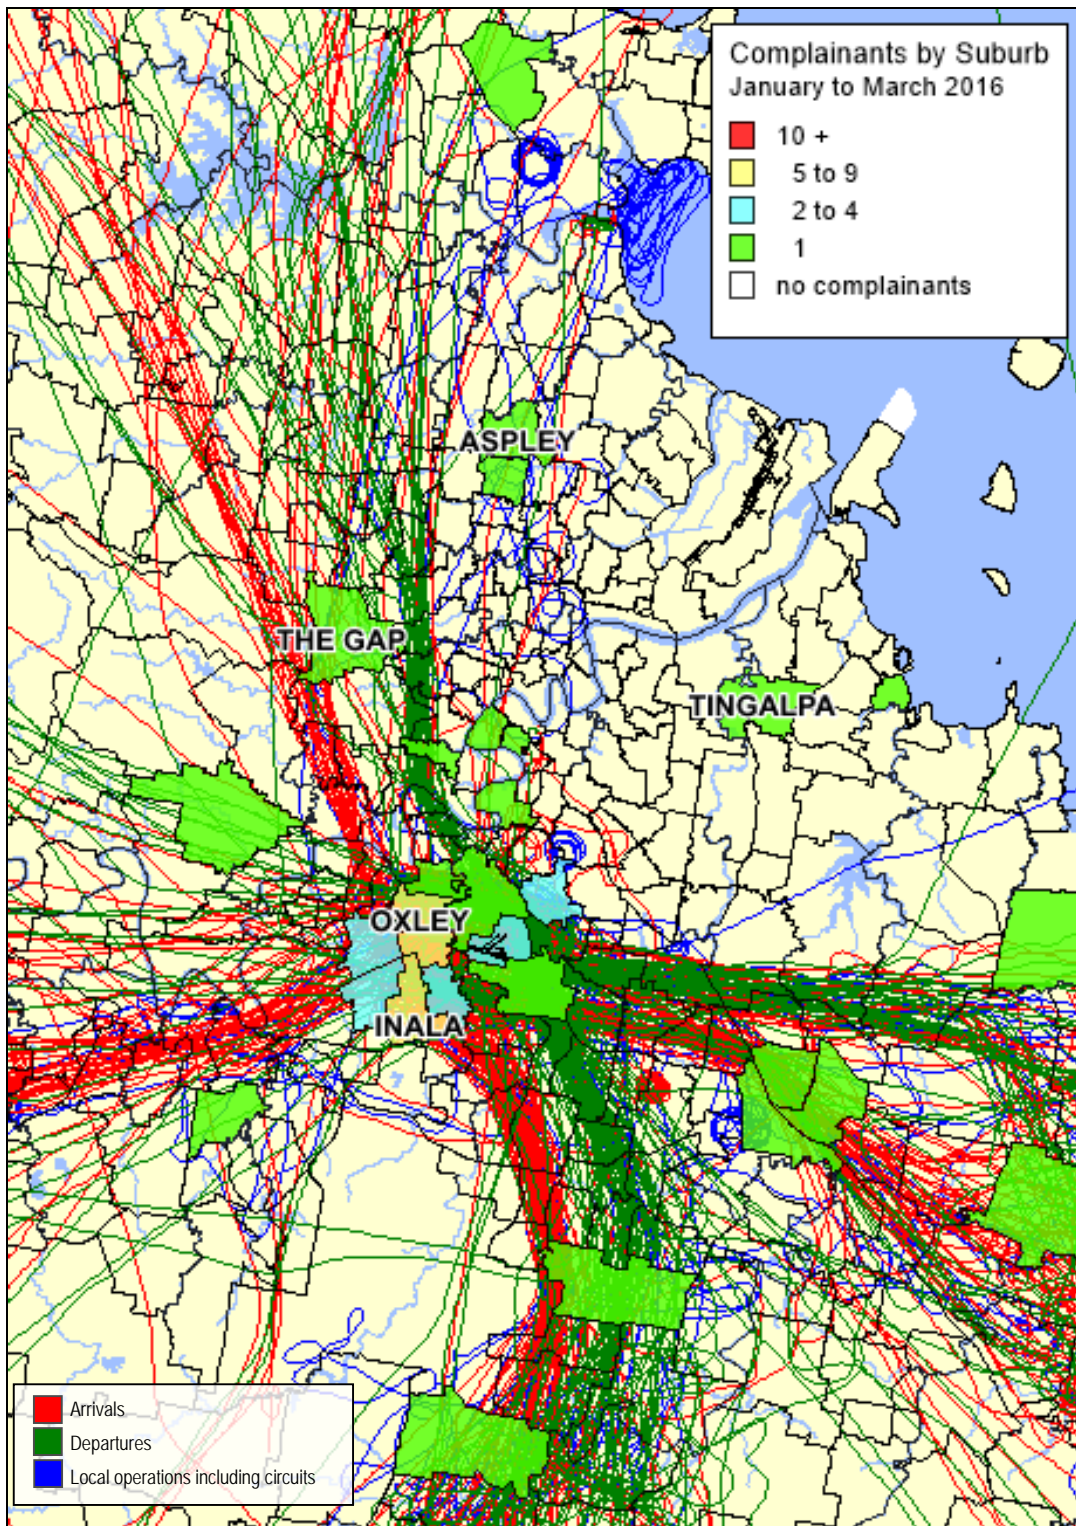 Complainants by Suburb
January to March 2016
10 +
5 to 9
2 to 4
1
no complainants
ASPLEY
THE GAP
TINGALPA
OXLEY
INALA
Arrivals
Departures
Local operations including circuits